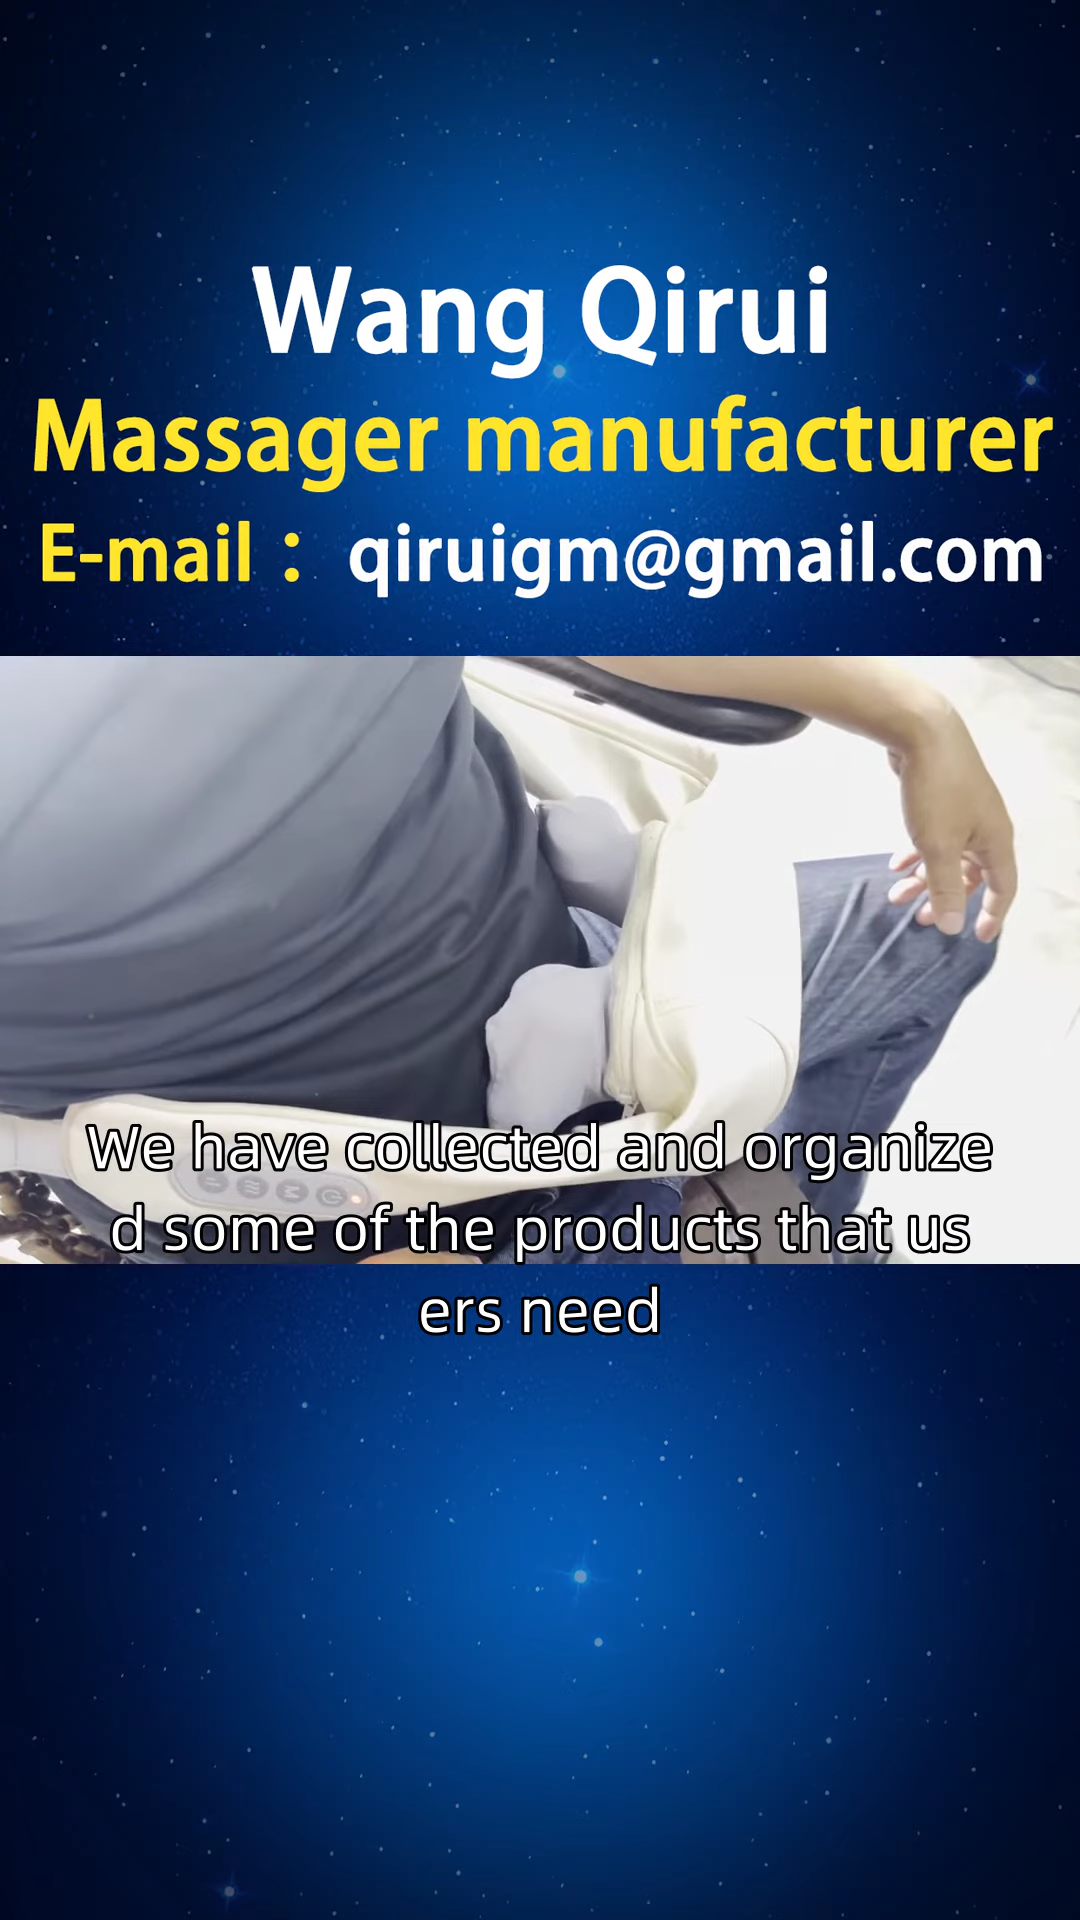 Wang Qirui
Massager manufacturer
E-mail： qiruigm@gmail.com
We have collected and organize
d some of the products that us
ers need